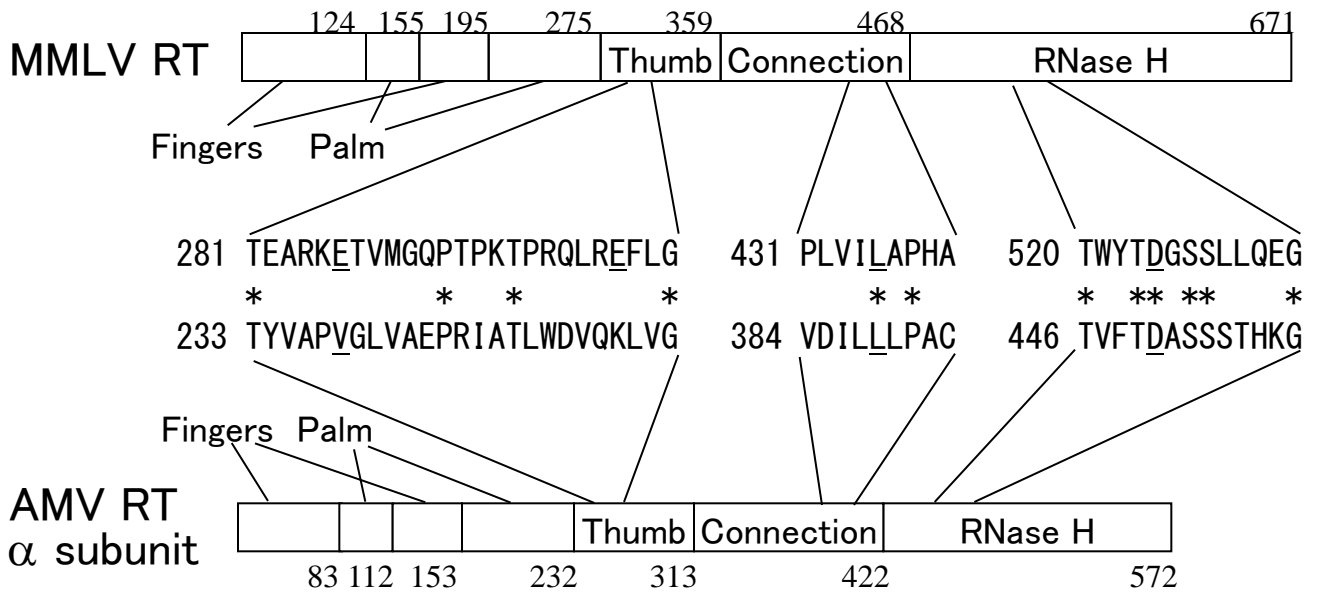 124 155 195 275 359 468 671
MMLV RT Thumb Connection RNase H
Fingers Palm
281 TEARKETVMGQPTPKTPRQLREFLG 431 PLVILAPHA 520 TWYTDGSSLLQEG
* * * * * * * ** ** *
233 TYVAPVGLVAEPRIATLWDVQKLVG 384 VDILLLPAC 446 TVFTDASSSTHKG
Fingers Palm
AMV RT
α subunit Thumb Connection RNase H
83 112 153 232 313 422 572